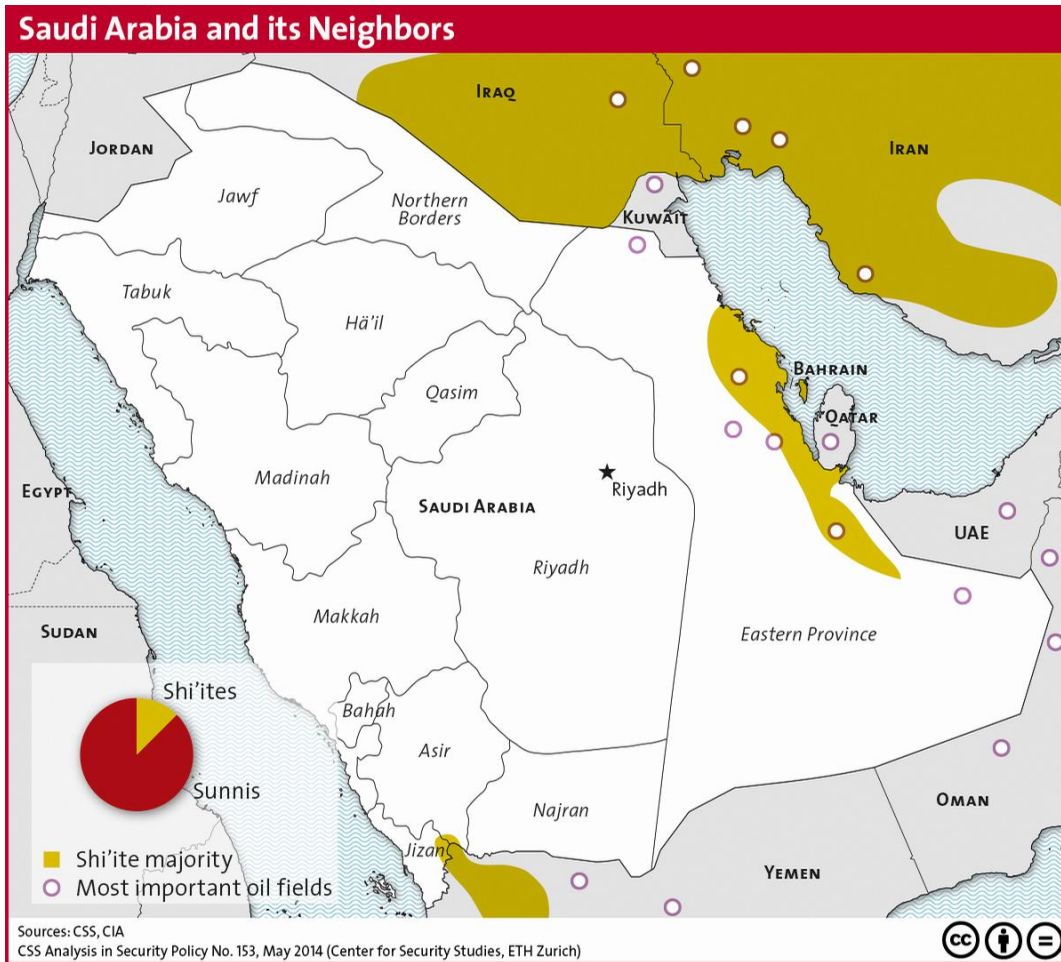 Saudi Arabia and its Neighbors
IRAQ
IRAN
JORDAN
Jawf
Northern
Borders
KUWAIT
Tabuk
Hä'il
BAHRAIN
Qasim
QATAR
Madinah
EGYPT
Riyadh
SAUDI ARABIA
UAE
Riyadh
Makkah
SUDAN
Eastern Province
Shi'ites
Bahah
Asir
Sunnis
OMAN
Najran
Jizan
Shi'ite majority
YEMEN
Most important oil fields
Sources: CSS, CIA
CSS Analysis in Security Policy No. 153, May 2014 (Center for Security Studies, ETH Zurich)
cc